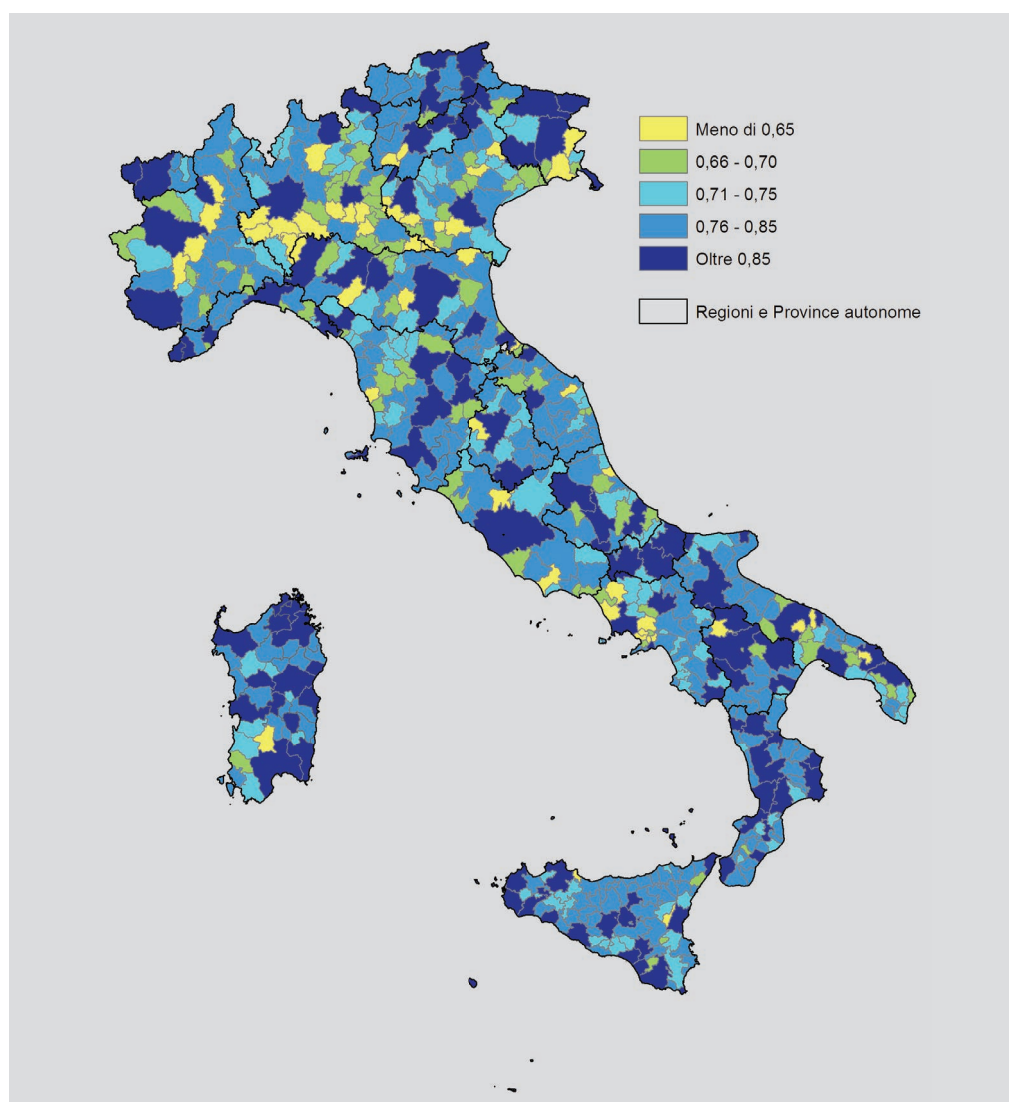 Meno di 0,65
0,66 - 0,70
0,71 - 0,75
0,76 - 0,85
Oltre 0,85
Regioni e Province autonome